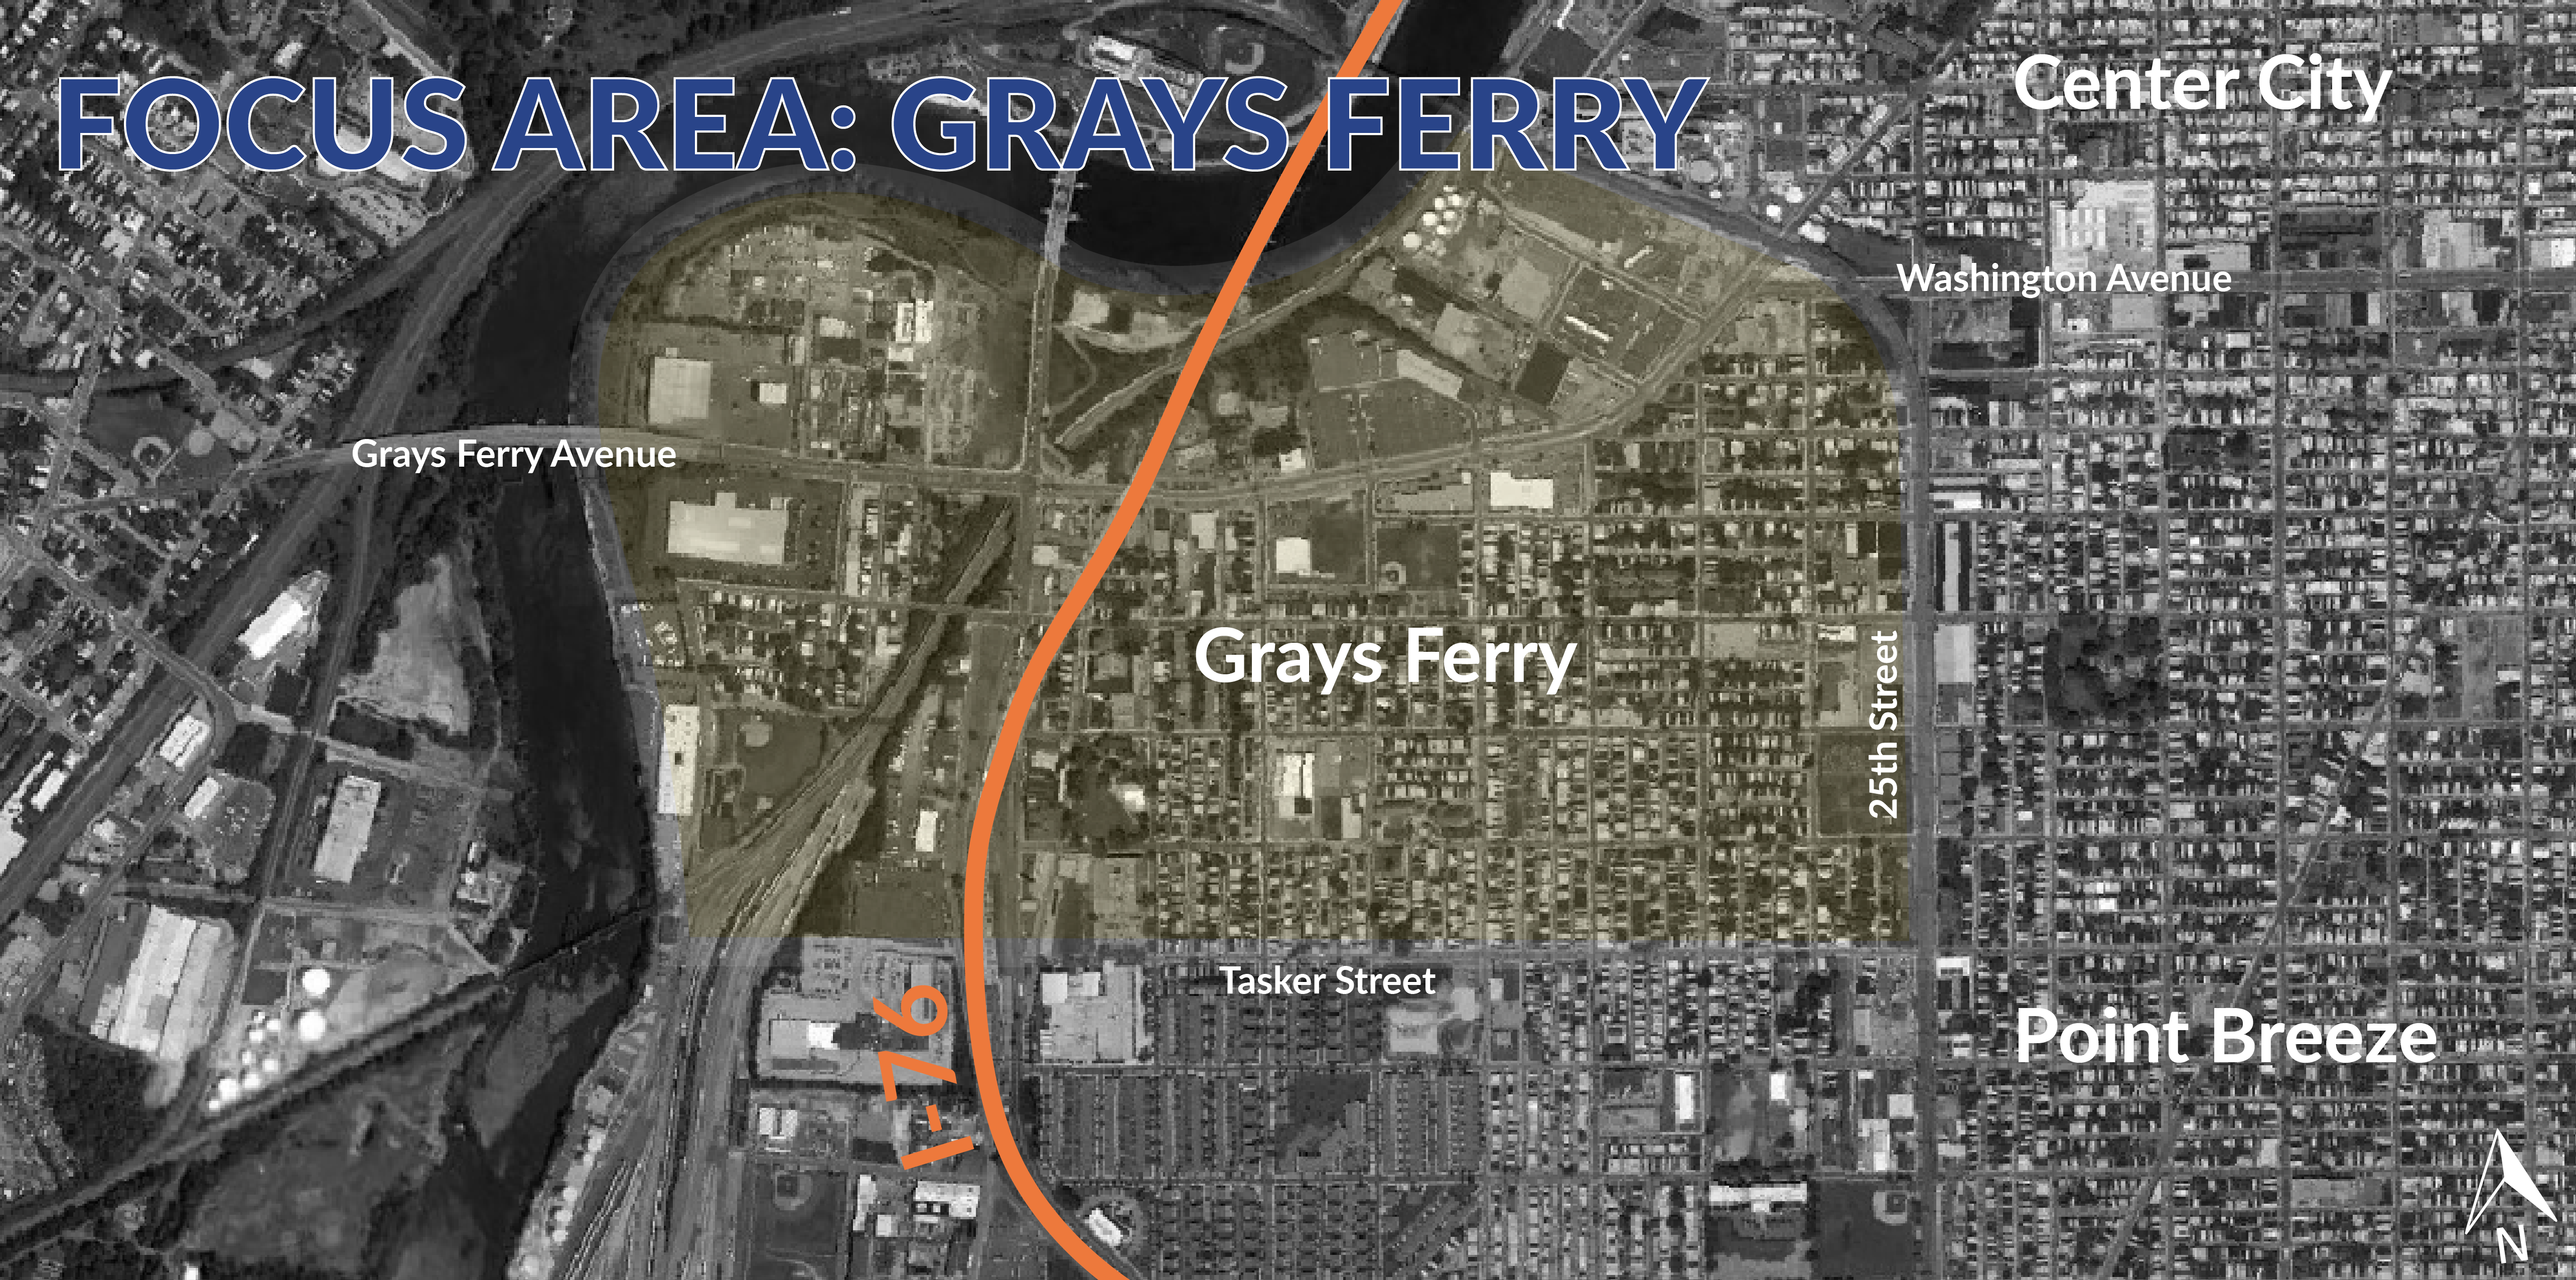 FOCUS AREA: GRAYS FERRY
Center City
Washington Avenue
Grays Ferry Avenue
Grays Ferry
25th Street
Tasker Street
I-76
Point Breeze
N